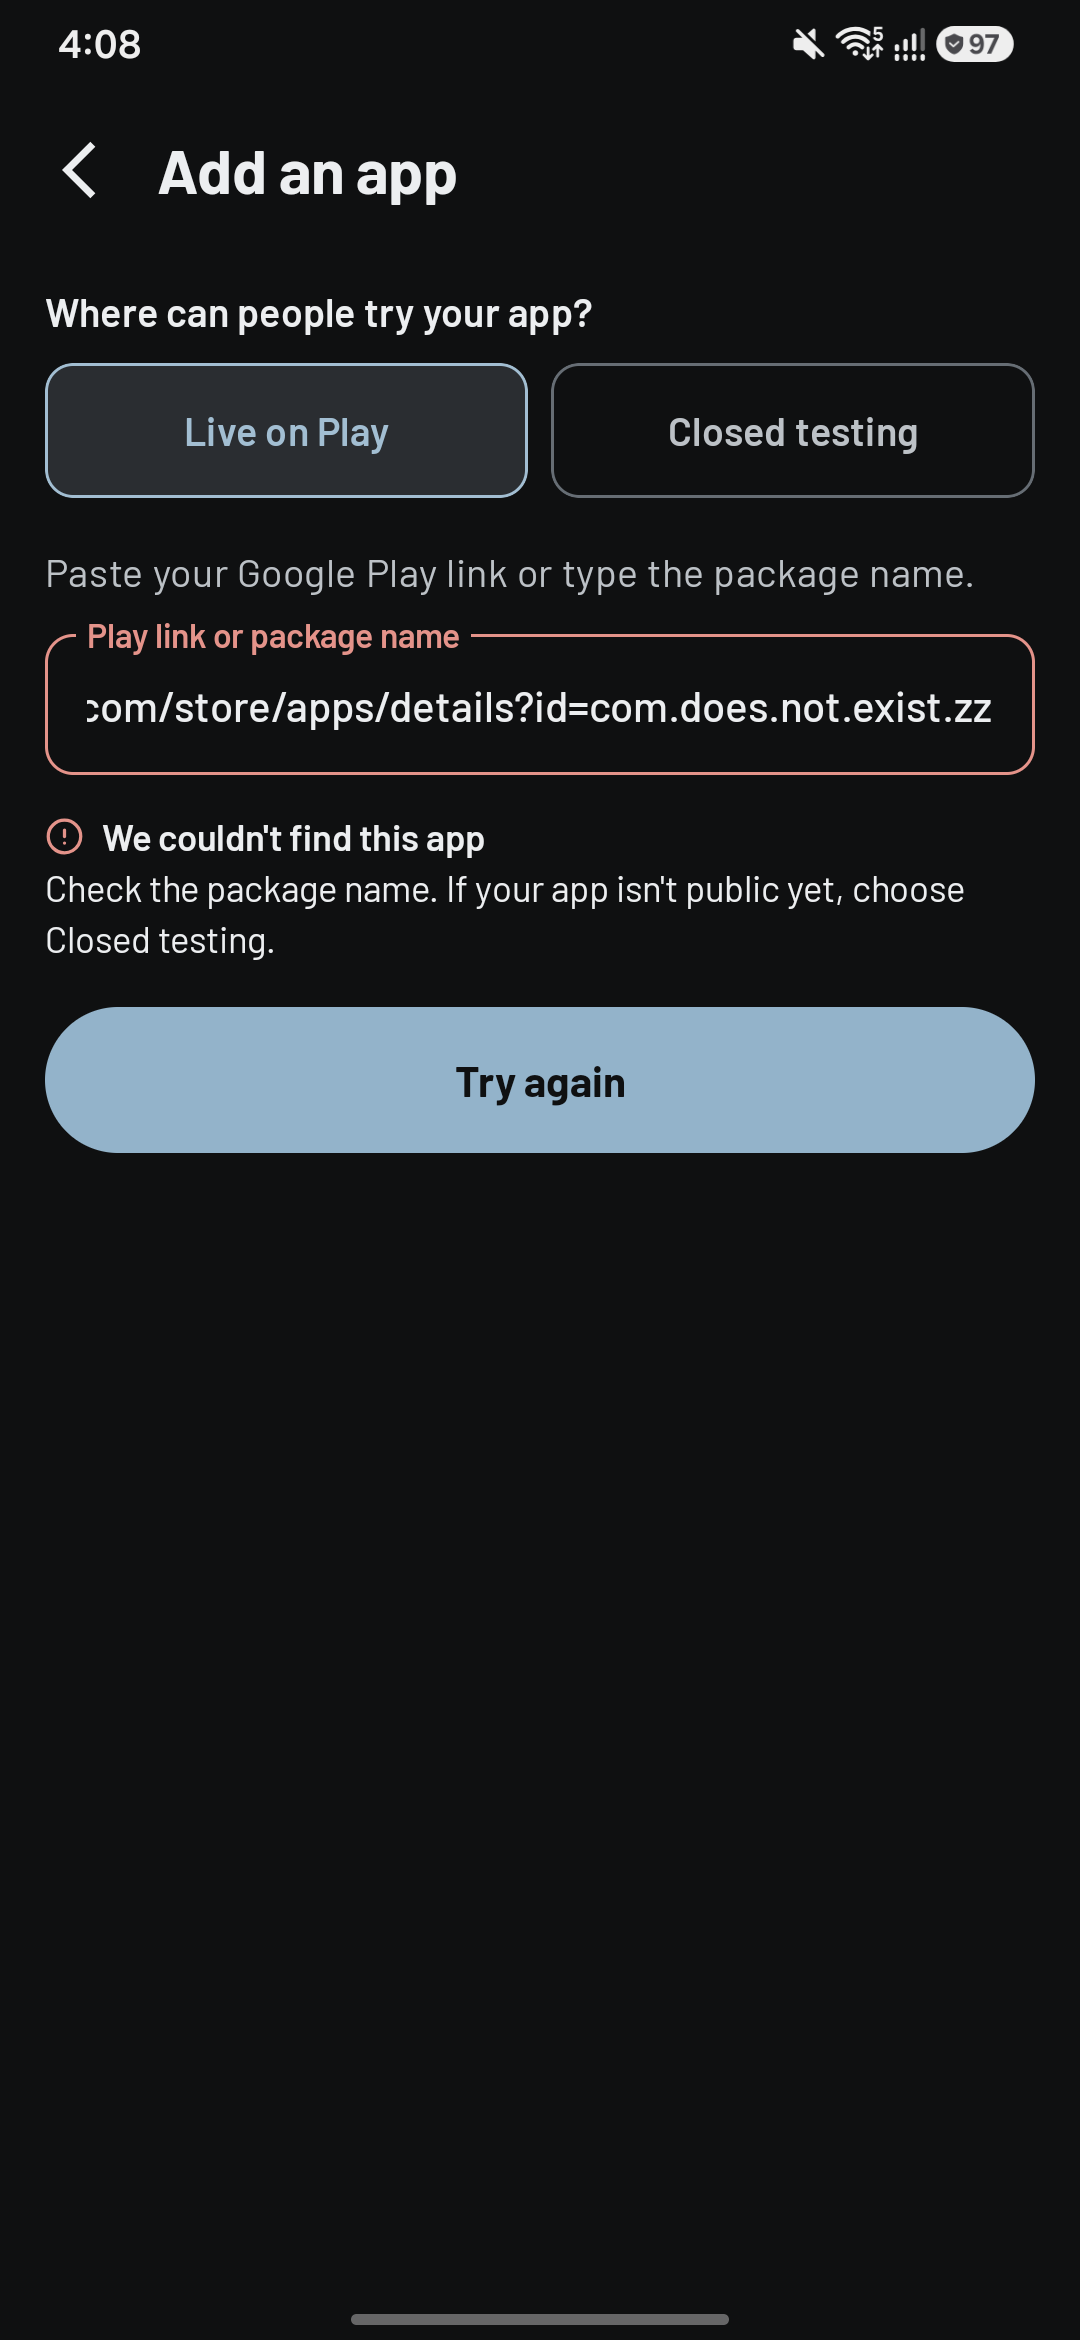 4:08
5
97
Add an app
Where can people try your app?
Live on Play
Closed testing
Paste your Google Play link or type the package name.
Play link or package name
com/store/apps/details?id=com.does.not.exist.zz
We couldn't find this app
Check the package name. If your app isn't public yet, choose
Closed testing.
Try again